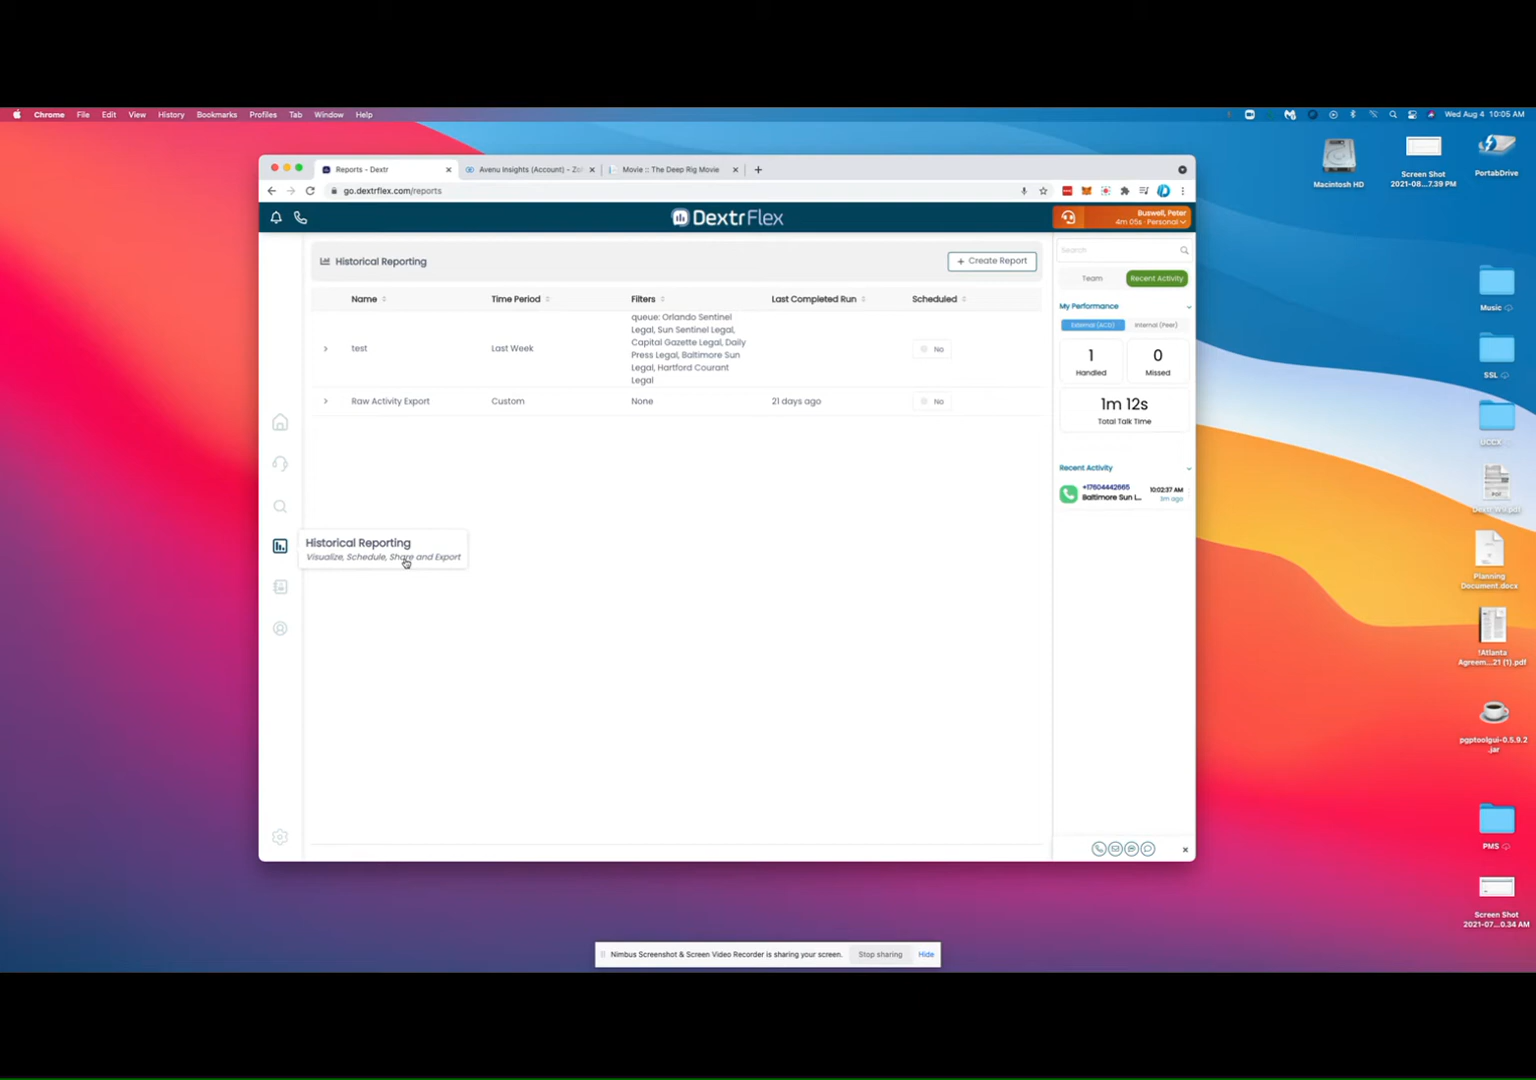 Chrome File Edit View History Bookmarks Profiles Tab Window Help
Wed Aug 4 10:05 AM
Reports - Dextr
Avenu Insights (Account) - Zo
Movie :: The Deep Rig Movie
go.dextrflex.com/reports
DextrFlex
Buswell, Peter
4m 05s · Personal
Historical Reporting
+ Create Report
Name
Time Period
Filters
Last Completed Run
Scheduled
test
Last Week
queue: Orlando Sentinel
Legal, Sun Sentinel Legal,
Capital Gazette Legal, Daily
Press Legal, Baltimore Sun
Legal, Hartford Courant
Legal
No
Raw Activity Export
Custom
None
21 days ago
No
Historical Reporting
Visualize, Schedule, Share and Export
Search
Team
Recent Activity
My Performance
External (ACD)
Internal (Peer)
1
Handled
0
Missed
1m 12s
Total Talk Time
Recent Activity
+17604442665
Baltimore Sun L...
10:02:37 AM
3m ago
Macintosh HD
Screen Shot
2021-08...7.39 PM
PortabDrive
Music
SSL
UCCX
Planning
Document.docx
!Atlanta
Agreem...21 (1).pdf
pgptoolgui-0.5.9.2
.jar
PMS
Screen Shot
2021-07...0.34 AM
Nimbus Screenshot & Screen Video Recorder is sharing your screen.
Stop sharing
Hide